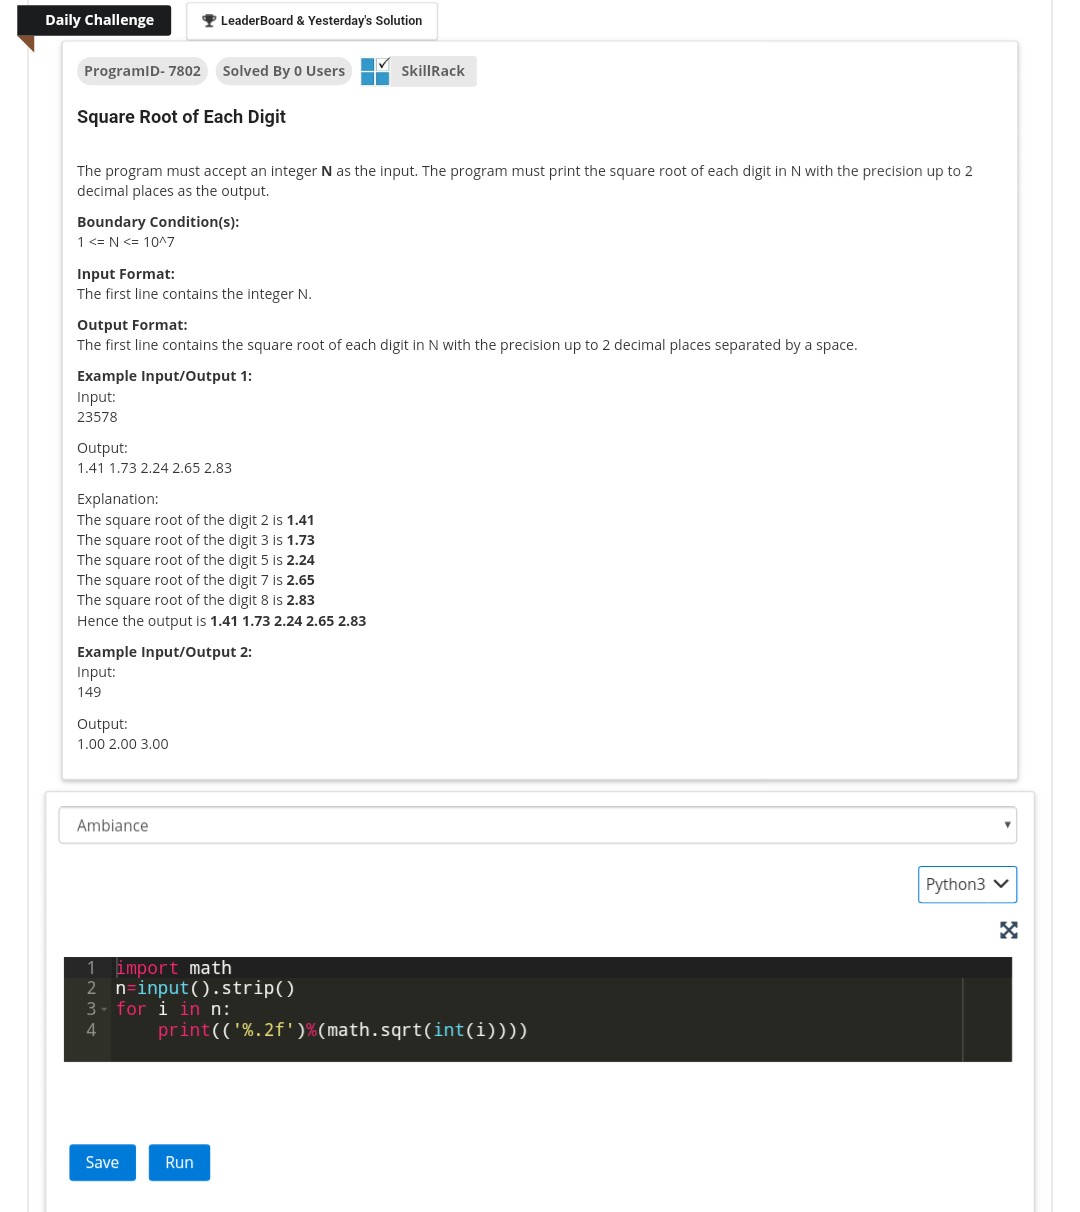 Daily Challenge
LeaderBoard & Yesterday's Solution
ProgramID- 7802 Solved By 0 Users SkillRack
Square Root of Each Digit
The program must accept an integer N as the input. The program must print the square root of each digit in N with the precision up to 2
decimal places as the output.
Boundary Condition(s):
1 <= N <= 10^7
Input Format:
The first line contains the integer N.
Output Format:
The first line contains the square root of each digit in N with the precision up to 2 decimal places separated by a space.
Example Input/Output 1:
Input:
23578
Output:
1.41 1.73 2.24 2.65 2.83
Explanation:
The square root of the digit 2 is 1.41
The square root of the digit 3 is 1.73
The square root of the digit 5 is 2.24
The square root of the digit 7 is 2.65
The square root of the digit 8 is 2.83
Hence the output is 1.41 1.73 2.24 2.65 2.83
Example Input/Output 2:
Input:
149
Output:
1.00 2.00 3.00
Ambiance
Python3
1 import math
2 n=input().strip()
3 for i in n:
4     print(('%.2f')%(math.sqrt(int(i))))
Save Run